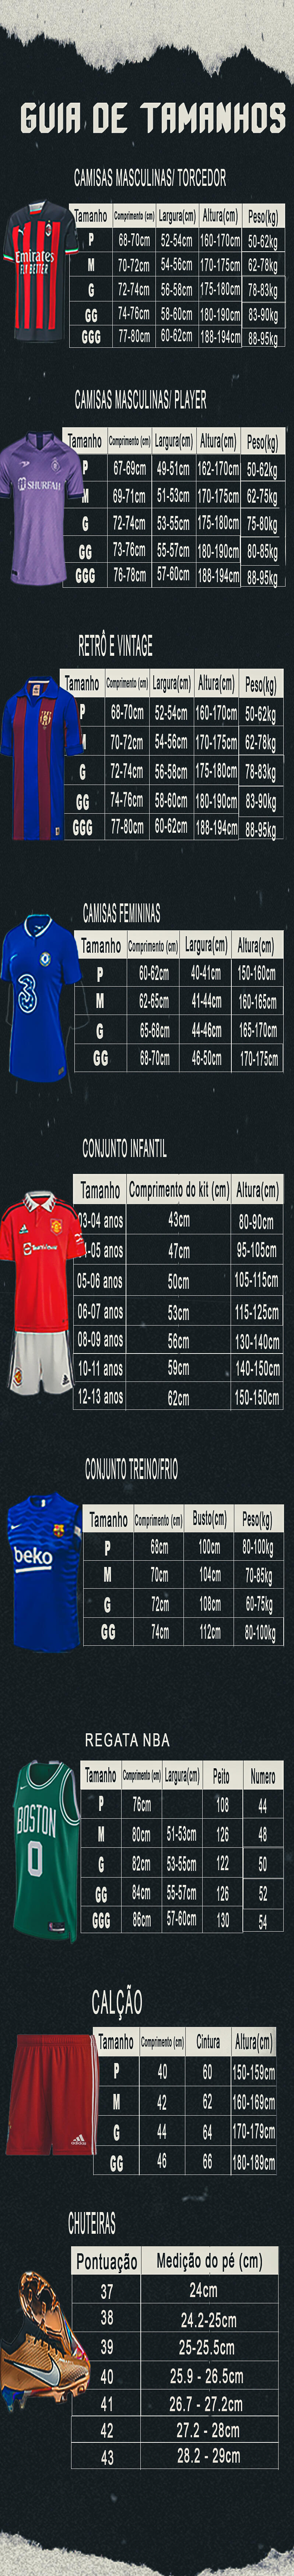 GUIA DE TAMANHOS
CAMISAS MASCULINAS/ TORCEDOR
Tamanho Comprimento (cm) Largura(cm) Altura(cm) Peso(kg)
P 68-70cm 52-54cm 160-170cm 50-62kg
M 70-72cm 54-56cm 170-175cm 62-78kg
G 72-74cm 56-58cm 175-180cm 78-83kg
GG 74-76cm 58-60cm 180-190cm 83-90kg
GGG 77-80cm 60-62cm 188-194cm 88-95kg
Emirates
FLY BETTER
CAMISAS MASCULINAS/ PLAYER
Tamanho Comprimento (cm) Largura(cm) Altura(cm) Peso(kg)
P 67-69cm 49-51cm 162-170cm 50-62kg
M 69-71cm 51-53cm 170-175cm 62-75kg
G 72-74cm 53-55cm 175-180cm 75-80kg
GG 73-76cm 55-57cm 180-190cm 80-85kg
GGG 76-78cm 57-60cm 188-194cm 88-95kg
SHURFAH
RETRÔ E VINTAGE
Tamanho Comprimento (cm) Largura(cm) Altura(cm) Peso(kg)
P 68-70cm 52-54cm 160-170cm 50-62kg
70-72cm 54-56cm 170-175cm 62-78kg
G 72-74cm 56-58cm 175-180cm 78-83kg
GG 74-76cm 58-60cm 180-190cm 83-90kg
GGG 77-80cm 60-62cm 188-194cm 88-95kg
CAMISAS FEMININAS
Tamanho Comprimento (cm) Largura(cm) Altura(cm)
P 60-62cm 40-41cm 150-160cm
M 62-65cm 41-44cm 160-165cm
G 65-68cm 44-46cm 165-170cm
GG 68-70cm 46-50cm 170-175cm
3
CONJUNTO INFANTIL
Tamanho Comprimento do kit (cm) Altura(cm)
03-04 anos 43cm 80-90cm
4-05 anos 47cm 95-105cm
05-06 anos 50cm 105-115cm
06-07 anos 53cm 115-125cm
08-09 anos 56cm 130-140cm
10-11 anos 59cm 140-150cm
12-13 anos 62cm 150-150cm
CONJUNTO TREINO/FRIO
Tamanho Comprimento (cm) Busto(cm) Peso(kg)
P 68cm 100cm 80-100kg
M 70cm 104cm 70-85kg
G 72cm 108cm 60-75kg
GG 74cm 112cm 80-100kg
beko
REGATA NBA
Tamanho Comprimento (cm) Largura(cm) Peito Numero
P 76cm 108 44
M 80cm 51-53cm 126 48
G 82cm 53-55cm 122 50
GG 84cm 55-57cm 126 52
GGG 86cm 57-60cm 130 54
BOSTON
0
CALÇÃO
Tamanho Comprimento (cm) Cintura Altura(cm)
P 40 60 150-159cm
M 42 62 160-169cm
G 44 64 170-179cm
GG 46 66 180-189cm
adidas
CHUTEIRAS
Pontuação Medição do pé (cm)
37 24cm
38 24.2-25cm
39 25-25.5cm
40 25.9 - 26.5cm
41 26.7 - 27.2cm
42 27.2 - 28cm
43 28.2 - 29cm